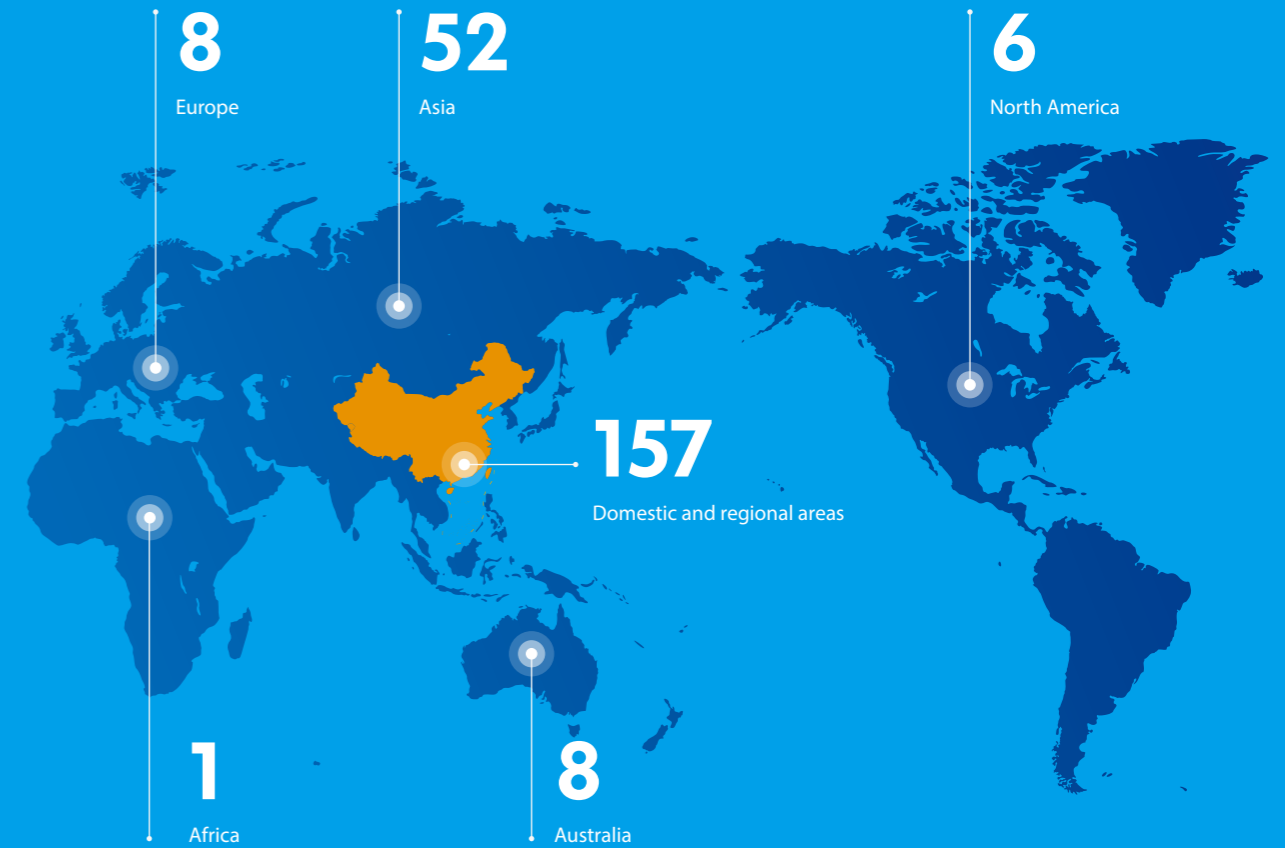 8
Europe
52
Asia
6
North America
157
Domestic and regional areas
1
Africa
8
Australia